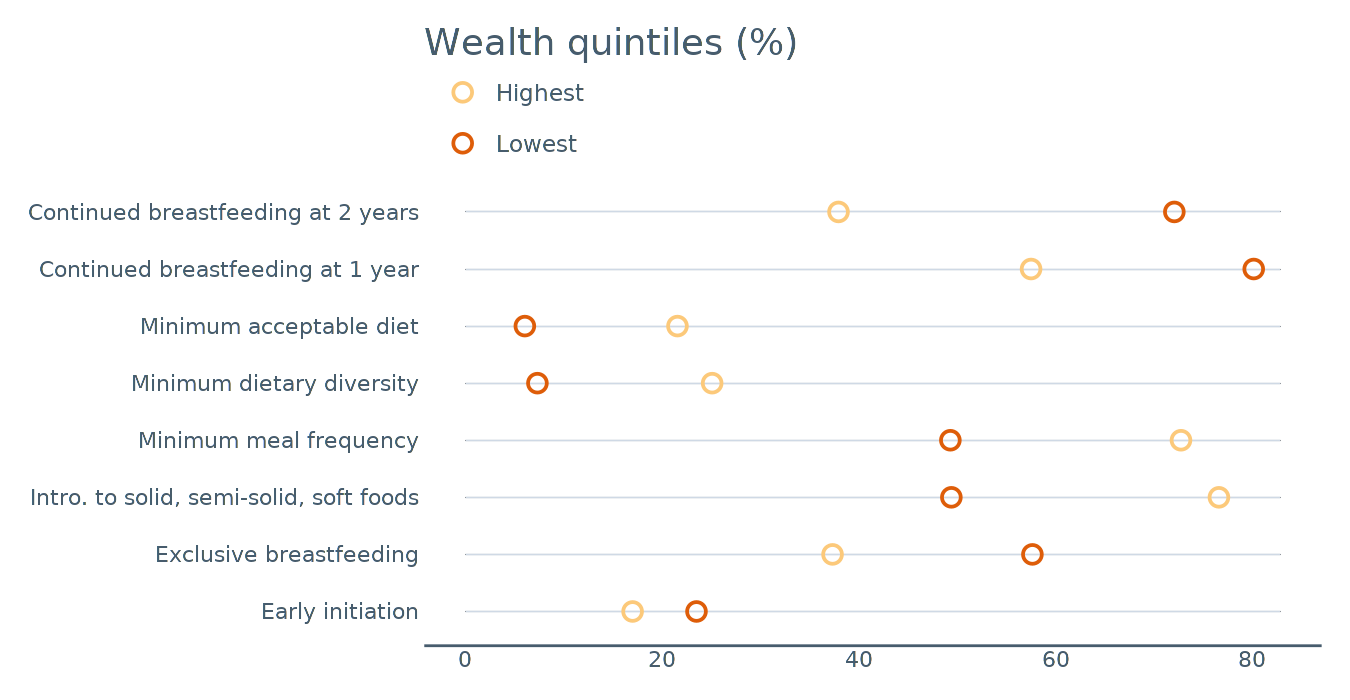 Wealth quintiles (%)
Highest
Lowest
Continued breastfeeding at 2 years
Continued breastfeeding at 1 year
Minimum acceptable diet
Minimum dietary diversity
Minimum meal frequency
Intro. to solid, semi-solid, soft foods
Exclusive breastfeeding
Early initiation
0 20 40 60 80